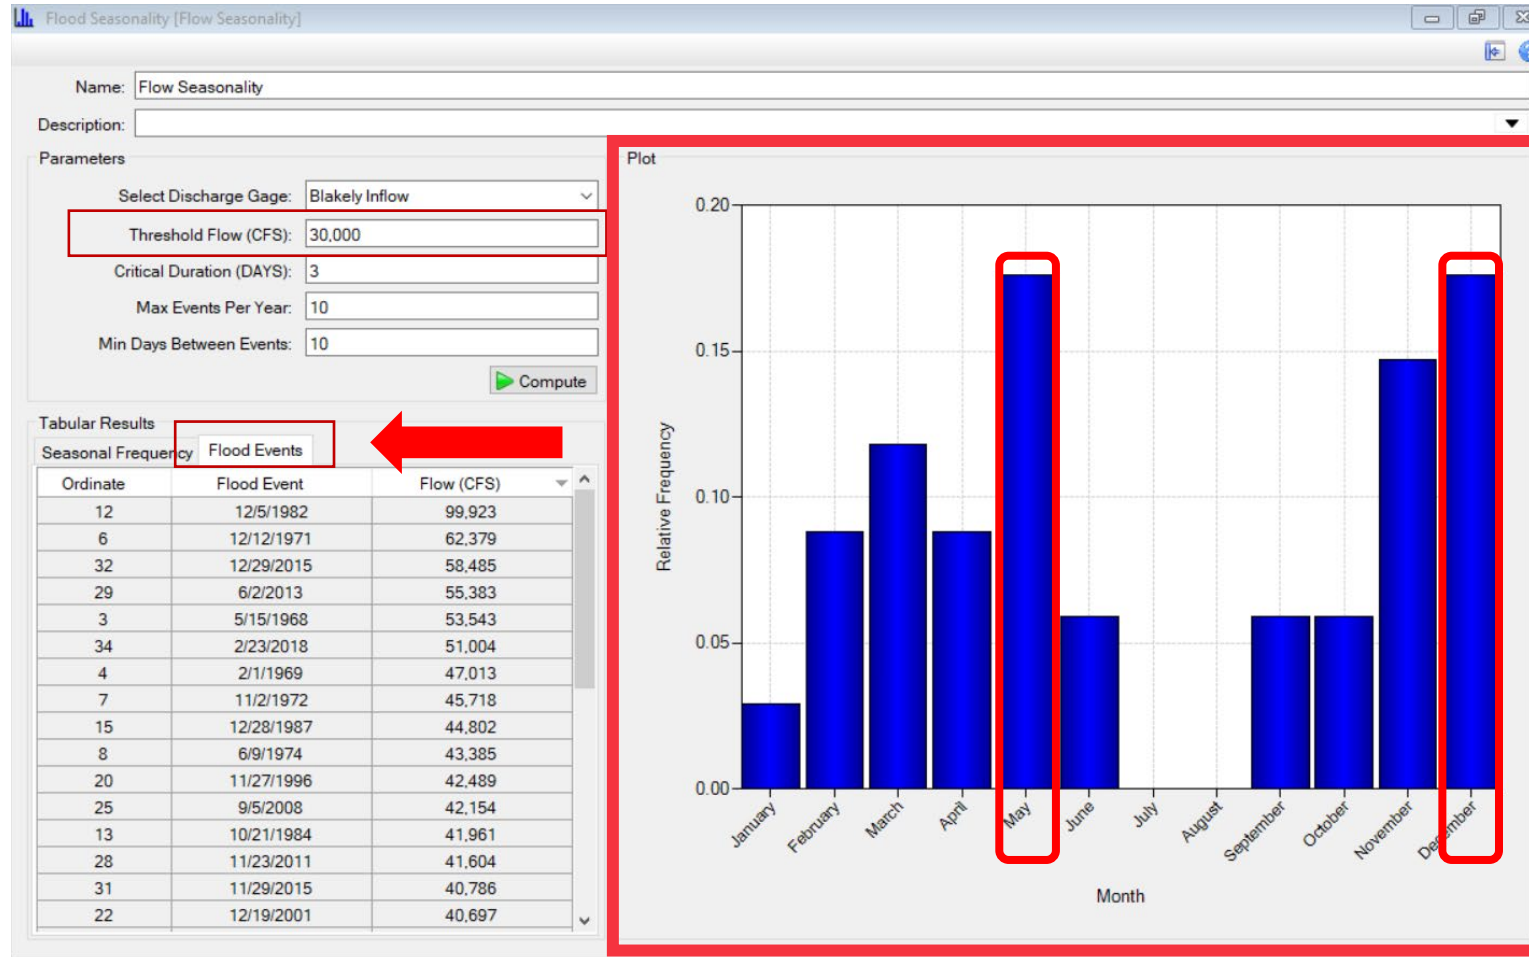 Flood Seasonality [Flow Seasonality]
Name: Flow Seasonality
Description:
Parameters
Select Discharge Gage: Blakely Inflow
Threshold Flow (CFS): 30,000
Critical Duration (DAYS): 3
Max Events Per Year: 10
Min Days Between Events: 10
Compute
Tabular Results
Seasonal Frequency Flood Events
Ordinate Flood Event Flow (CFS)
12 12/5/1982 99,923
6 12/12/1971 62,379
32 12/29/2015 58,485
29 6/2/2013 55,383
3 5/15/1968 53,543
34 2/23/2018 51,004
4 2/1/1969 47,013
7 11/2/1972 45,718
15 12/28/1987 44,802
8 6/9/1974 43,385
20 11/27/1996 42,489
25 9/5/2008 42,154
13 10/21/1984 41,961
28 11/23/2011 41,604
31 11/29/2015 40,786
22 12/19/2001 40,697
Plot
0.20
0.15
0.10
0.05
0.00
Relative Frequency
January February March April May June July August September October November December
Month